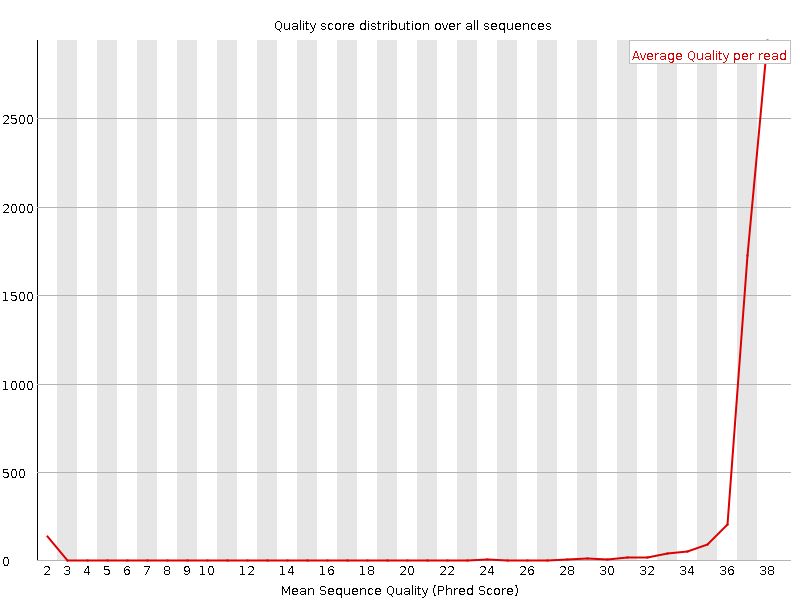 Quality score distribution over all sequences
Average Quality per read
2500
2000
1500
1000
500
0
2 3 4 5 6 7 8 9 10 12 14 16 18 20 22 24 26 28 30 32 34 36 38
Mean Sequence Quality (Phred Score)